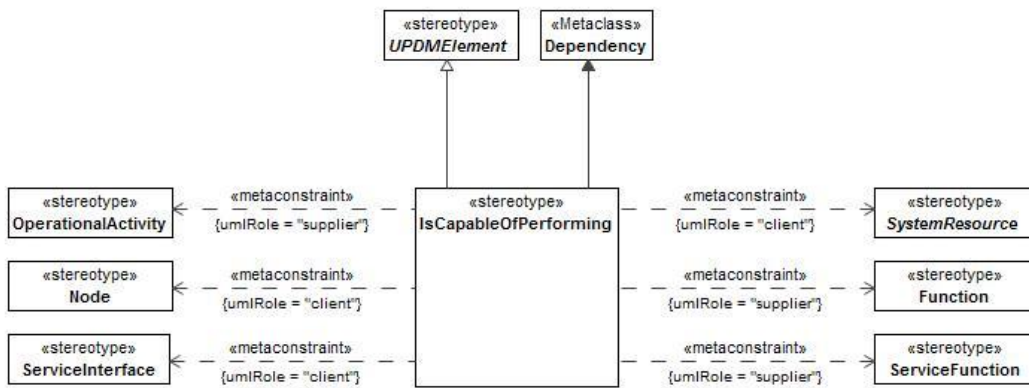 «stereotype»
UPDMElement
«Metaclass»
Dependency
«stereotype»
OperationalActivity
«metaconstraint»
{umlRole = "supplier"}
«stereotype»
IsCapableOfPerforming
«metaconstraint»
{umlRole = "client"}
«stereotype»
SystemResource
«stereotype»
Node
«metaconstraint»
{umlRole = "client"}
«metaconstraint»
{umlRole = "supplier"}
«stereotype»
Function
«stereotype»
ServiceInterface
«metaconstraint»
{umlRole = "client"}
«metaconstraint»
{umlRole = "supplier"}
«stereotype»
ServiceFunction